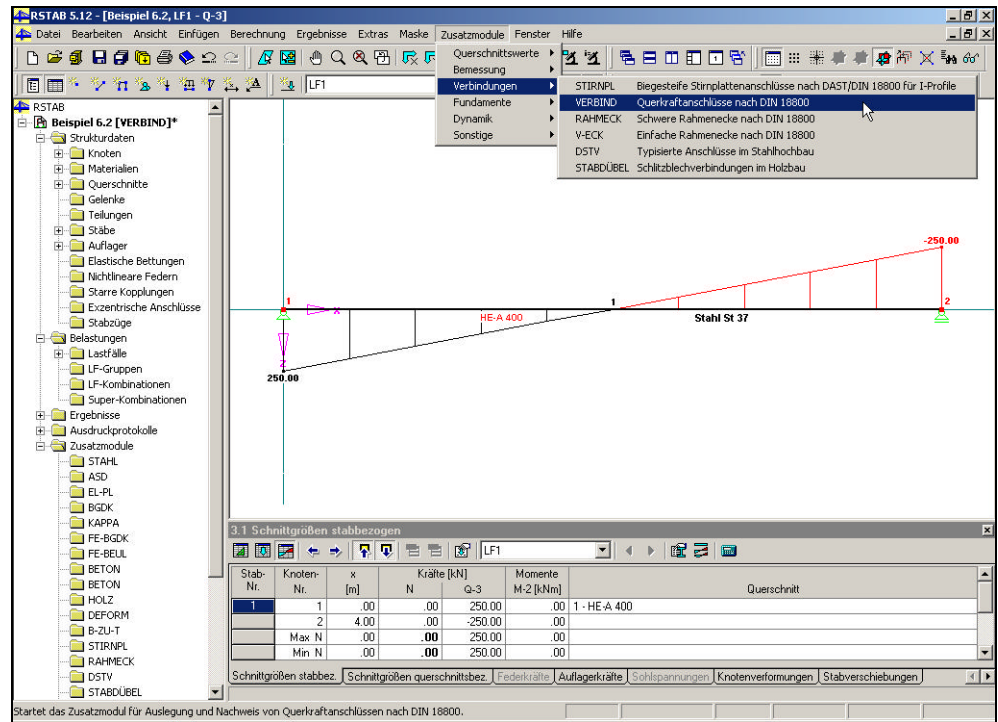 RSTAB 5.12 - [Beispiel 6.2, LF1 - Q-3]
Datei Bearbeiten Ansicht Einfügen Berechnung Ergebnisse Extras Maske Zusatzmodule Fenster Hilfe
LF1
Querschnittswerte
Bemessung
Verbindungen
Fundamente
Dynamik
Sonstige
STIRNPL Biegesteife Stirnplattenanschlüsse nach DAST/DIN 18800 für I-Profile
VERBIND Querkraftanschlüsse nach DIN 18800
RAHMECK Schwere Rahmenecke nach DIN 18800
V-ECK Einfache Rahmenecke nach DIN 18800
DSTV Typisierte Anschlüsse im Stahlhochbau
STABDÜBEL Schlitzblechverbindungen im Holzbau
RSTAB
Beispiel 6.2 [VERBIND]*
Strukturdaten
Knoten
Materialien
Querschnitte
Gelenke
Teilungen
Stäbe
Auflager
Elastische Bettungen
Nichtlineare Federn
Starre Kopplungen
Exzentrische Anschlüsse
Stabzüge
Belastungen
Lastfälle
LF-Gruppen
LF-Kombinationen
Super-Kombinationen
Ergebnisse
Ausdruckprotokolle
Zusatzmodule
STAHL
ASD
EL-PL
BGDK
KAPPA
FE-BGDK
FE-BEUL
BETON
BETON
HOLZ
DEFORM
B-ZU-T
STIRNPL
RAHMECK
DSTV
STABDÜBEL
-250.00
1 X 1 2
HE-A 400 Stahl St 37
Z
250.00
3.1 Schnittgrößen stabbezogen
LF1
Stab- Knoten- x Kräfte [kN] Momente
Nr. Nr. [m] N Q-3 M-2 [kNm] Querschnitt
1 1 .00 .00 250.00 .00 1 - HE-A 400
2 4.00 .00 -250.00 .00
Max N .00 .00 250.00 .00
Min N .00 .00 250.00 .00
Schnittgrößen stabbez. Schnittgrößen querschnittsbez. Federkräfte Auflagerkräfte Sohlspannungen Knotenverformungen Stabverschiebungen
Startet das Zusatzmodul für Auslegung und Nachweis von Querkraftanschlüssen nach DIN 18800.